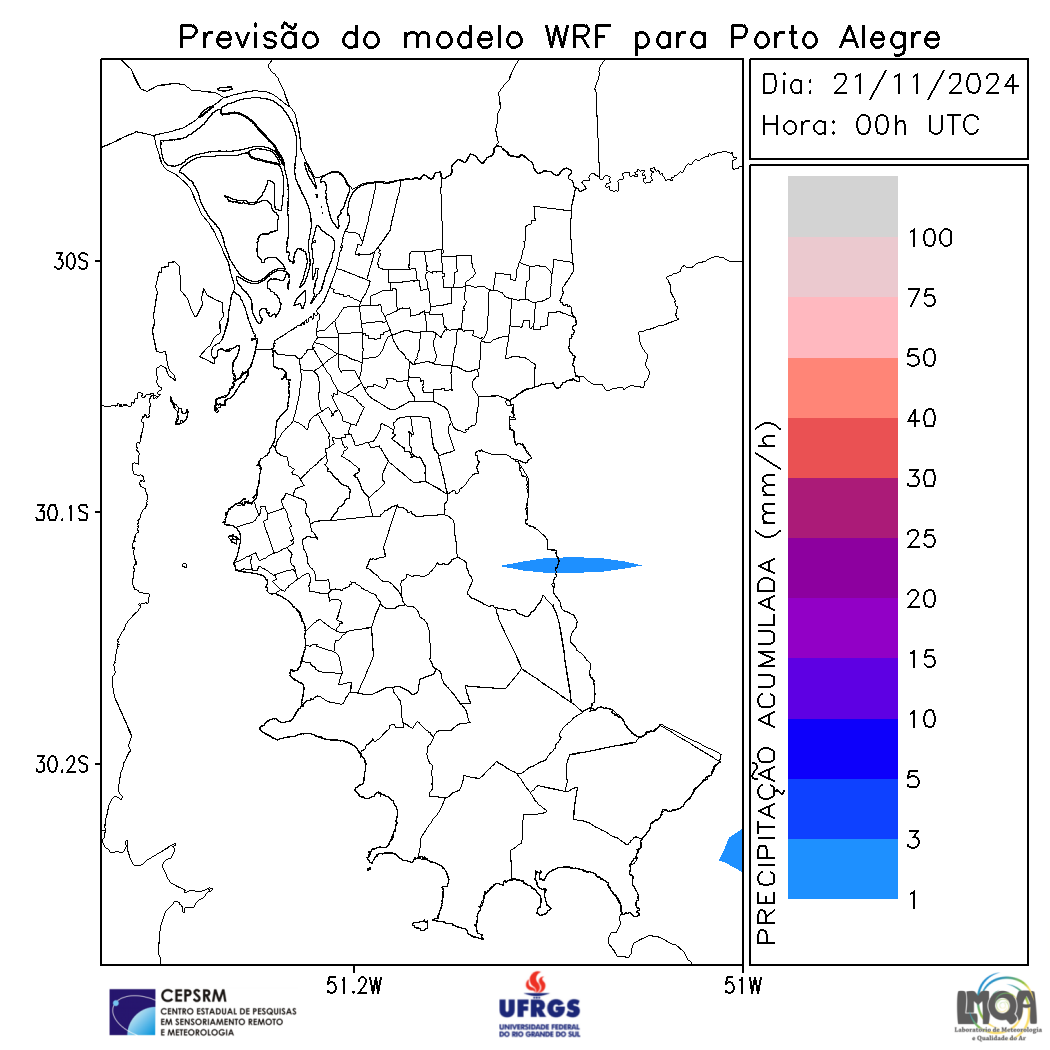 Previsão do modelo WRF para Porto Alegre
Dia: 21/11/2024
Hora: 00h UTC
30S
30.1S
30.2S
51.2W
51W
PRECIPITAÇÃO ACUMULADA (mm/h)
100
75
50
40
30
25
20
15
10
5
3
1
CEPSRM
CENTRO ESTADUAL DE PESQUISAS
EM SENSORIAMENTO REMOTO
E METEOROLOGIA
UFRGS
UNIVERSIDADE FEDERAL
DO RIO GRANDE DO SUL
LMQA
Laboratório de Meteorologia
e Qualidade do Ar